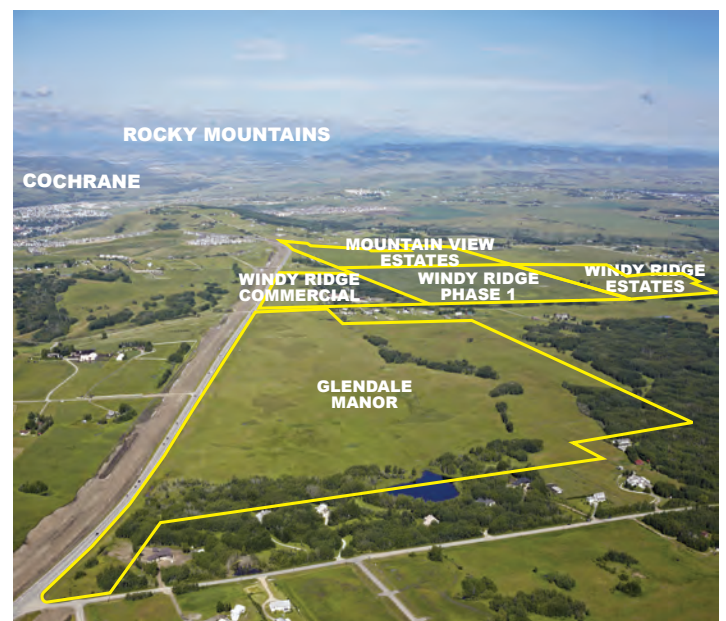 ROCKY MOUNTAINS
COCHRANE
MOUNTAIN VIEW
ESTATES
WINDY RIDGE
COMMERCIAL
WINDY RIDGE
PHASE 1
WINDY RIDGE
ESTATES
GLENDALE
MANOR